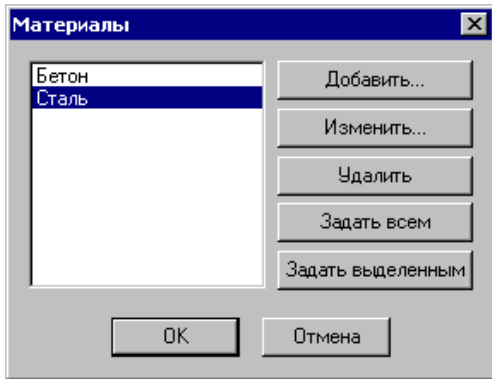 Материалы
Бетон
Сталь
Добавить...
Изменить...
Удалить
Задать всем
Задать выделенным
OK
Отмена